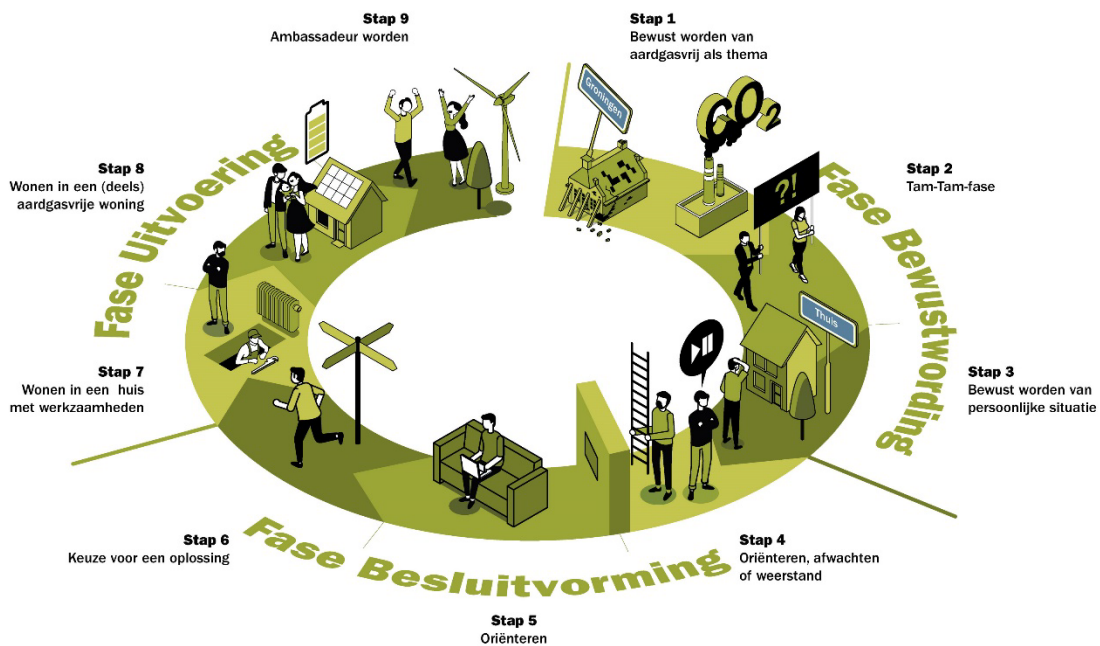 Stap 1
Bewust worden van
aardgasvrij als thema
Groningen
CO2
Stap 2
Tam-Tam-fase
?!
Fase Bewustwording
Thuis
Stap 3
Bewust worden van
persoonlijke situatie
Stap 4
Oriënteren, afwachten
of weerstand
Stap 5
Oriënteren
Fase Besluitvorming
Stap 6
Keuze voor een oplossing
Stap 7
Wonen in een huis
met werkzaamheden
Fase Uitvoering
Stap 8
Wonen in een (deels)
aardgasvrije woning
Stap 9
Ambassadeur worden